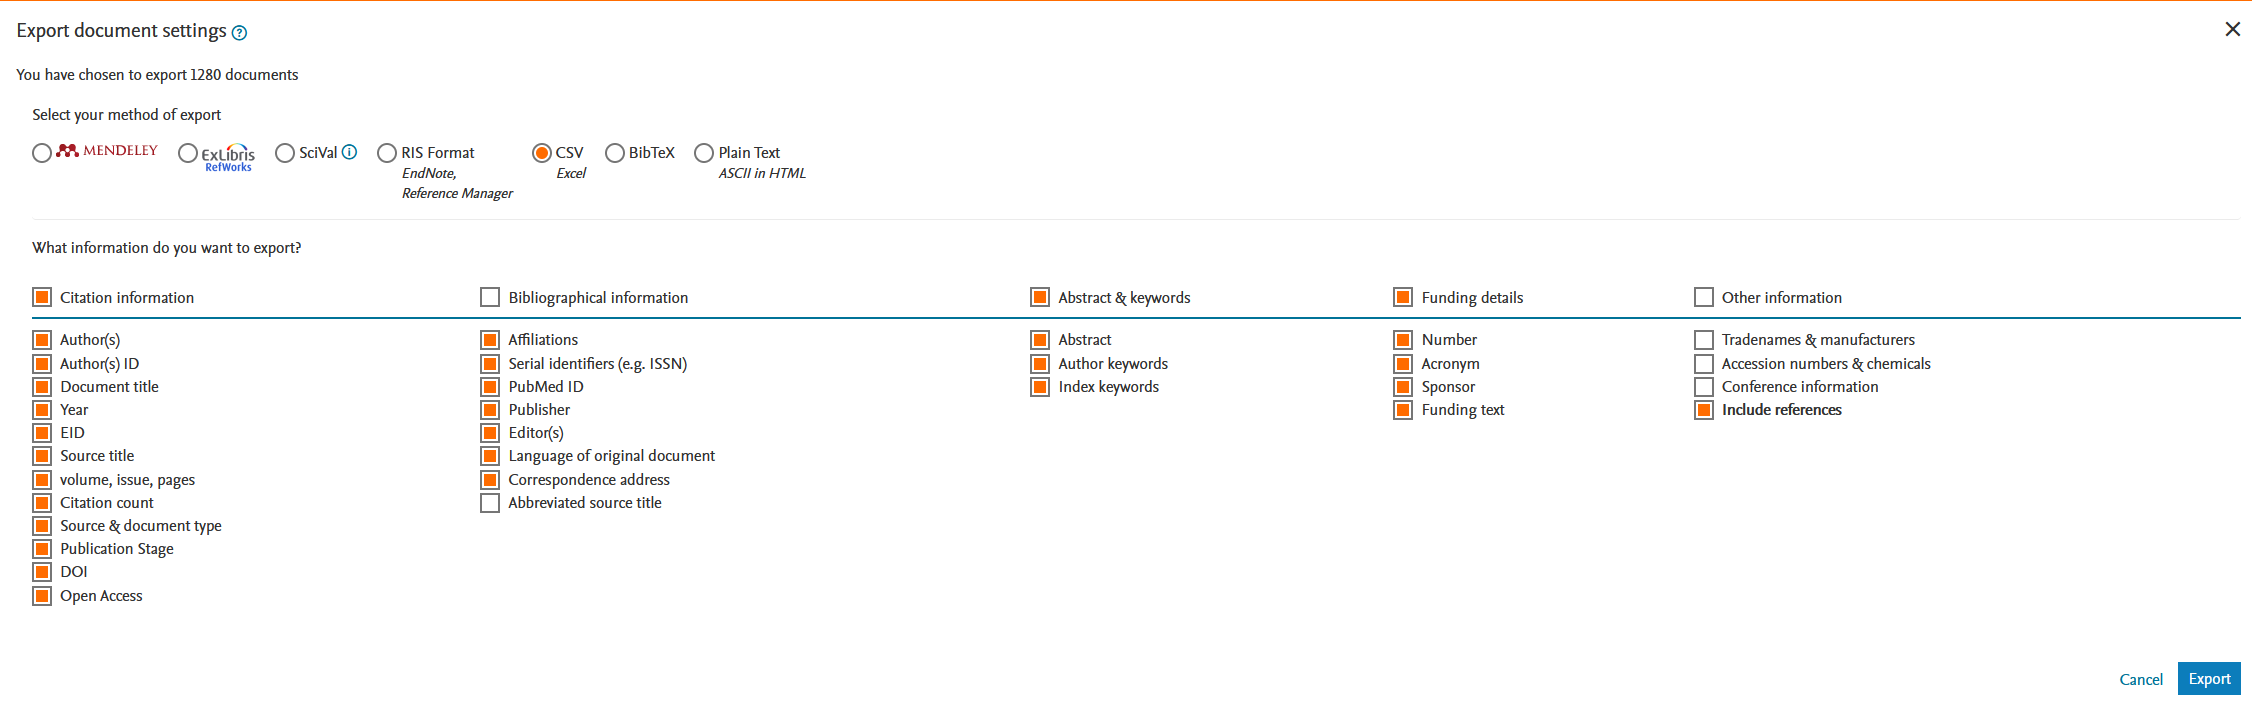 Export document settings ?
You have chosen to export 1280 documents
Select your method of export
MENDELEY
ExLibris
RefWorks
SciVal i
RIS Format
EndNote,
Reference Manager
CSV
Excel
BibTeX
Plain Text
ASCII in HTML
What information do you want to export?
Citation information
Author(s)
Author(s) ID
Document title
Year
EID
Source title
volume, issue, pages
Citation count
Source & document type
Publication Stage
DOI
Open Access
Bibliographical information
Affiliations
Serial identifiers (e.g. ISSN)
PubMed ID
Publisher
Editor(s)
Language of original document
Correspondence address
Abbreviated source title
Abstract & keywords
Abstract
Author keywords
Index keywords
Funding details
Number
Acronym
Sponsor
Funding text
Other information
Tradenames & manufacturers
Accession numbers & chemicals
Conference information
Include references
Cancel
Export